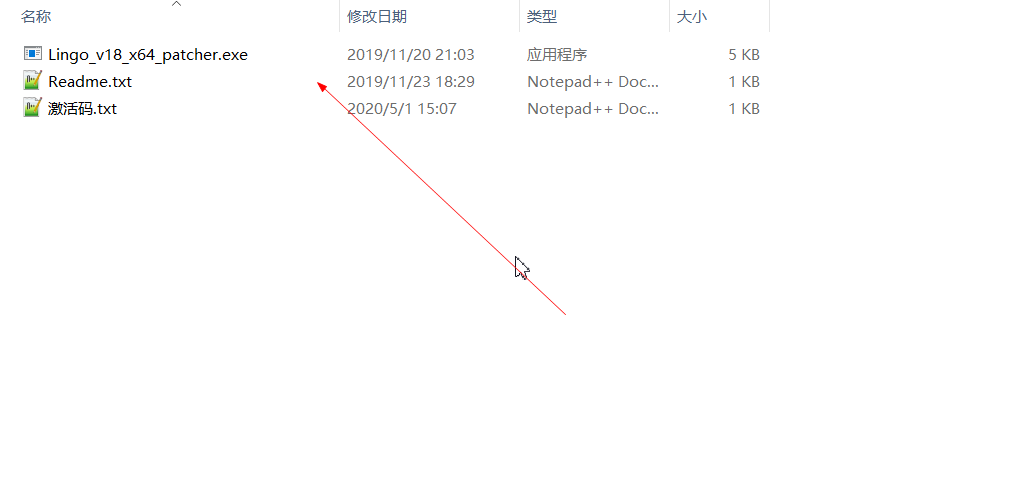 名称 修改日期 类型 大小
Lingo_v18_x64_patcher.exe 2019/11/20 21:03 应用程序 5 KB
Readme.txt 2019/11/23 18:29 Notepad++ Doc... 1 KB
激活码.txt 2020/5/1 15:07 Notepad++ Doc... 1 KB